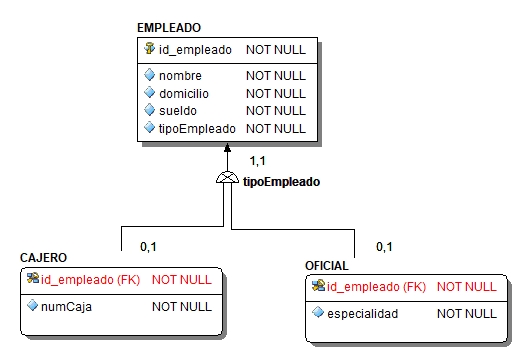 EMPLEADO
id_empleado NOT NULL
nombre NOT NULL
domicilio NOT NULL
sueldo NOT NULL
tipoEmpleado NOT NULL
1,1
tipoEmpleado
0,1
0,1
CAJERO
id_empleado (FK) NOT NULL
numCaja NOT NULL
OFICIAL
id_empleado (FK) NOT NULL
especialidad NOT NULL